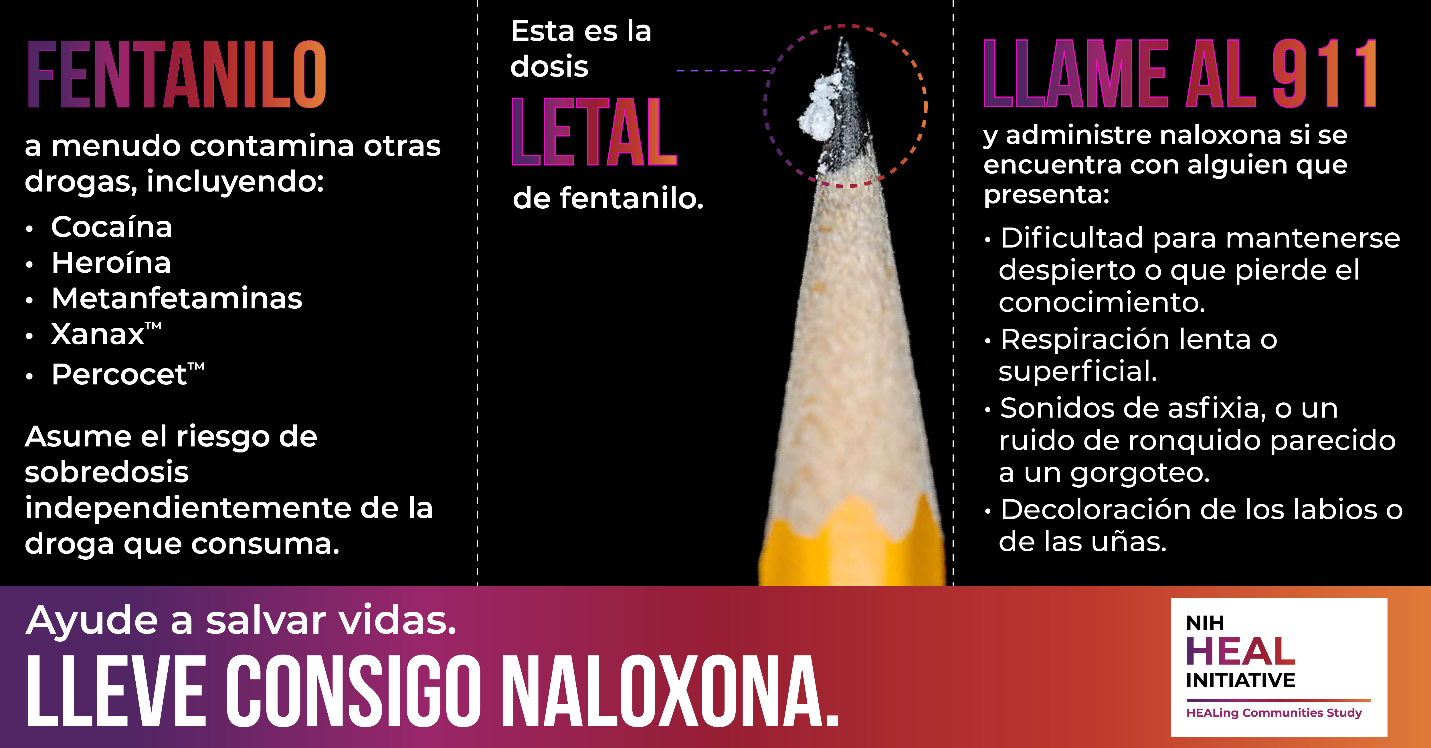 FENTANILO
a menudo contamina otras
drogas, incluyendo:
• Cocaína
• Heroína
• Metanfetaminas
• Xanax™
• Percocet™
Asume el riesgo de
sobredosis
independientemente de la
droga que consuma.
Esta es la
dosis
LETAL
de fentanilo.
LLAME AL 911
y administre naloxona si se
encuentra con alguien que
presenta:
• Dificultad para mantenerse
despierto o que pierde el
conocimiento.
• Respiración lenta o
superficial.
• Sonidos de asfixia, o un
ruido de ronquido parecido
a un gorgoteo.
• Decoloración de los labios o
de las uñas.
Ayude a salvar vidas.
LLEVE CONSIGO NALOXONA.
NIH
HEAL
INITIATIVE
HEALing Communities Study